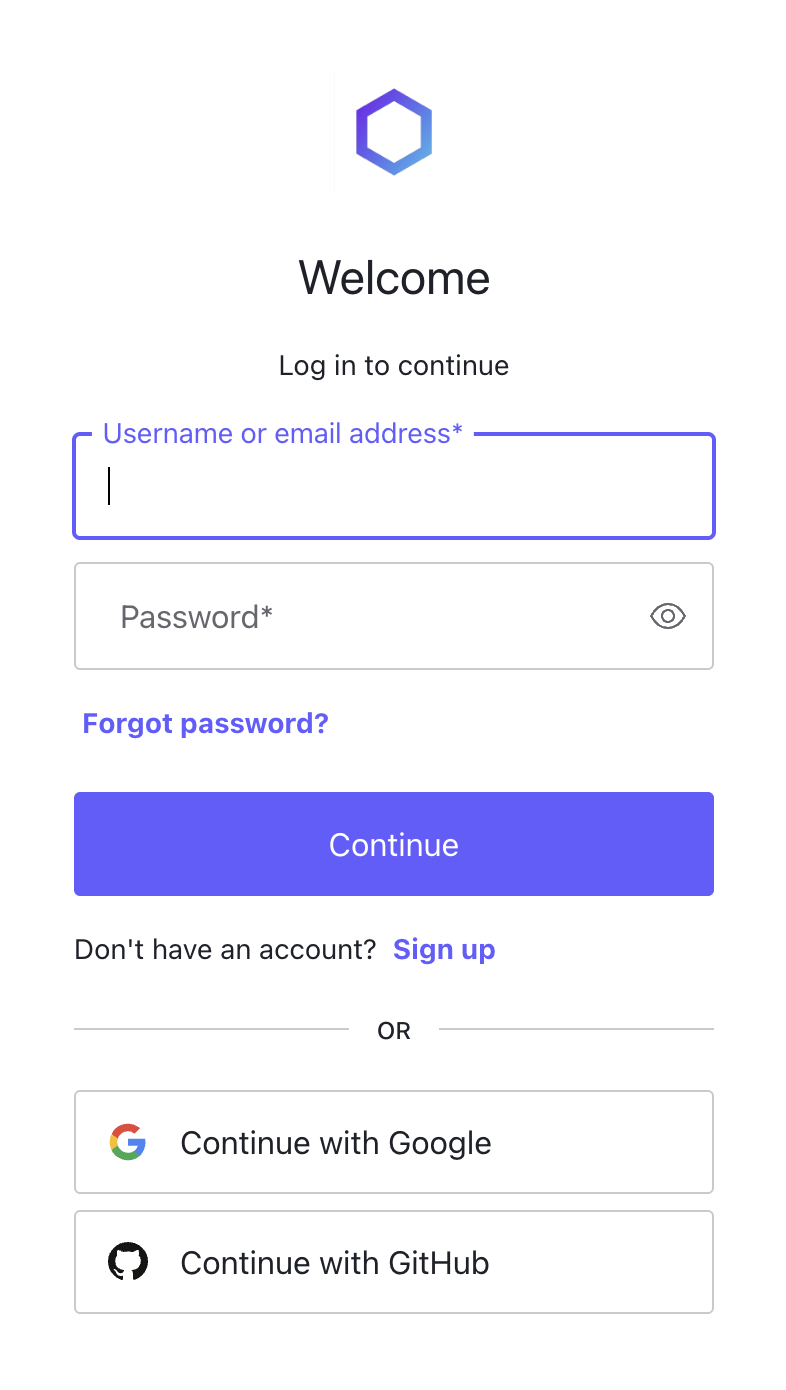 Welcome
Log in to continue
Username or email address*
Password*
Forgot password?
Continue
Don't have an account? Sign up
OR
Continue with Google
Continue with GitHub